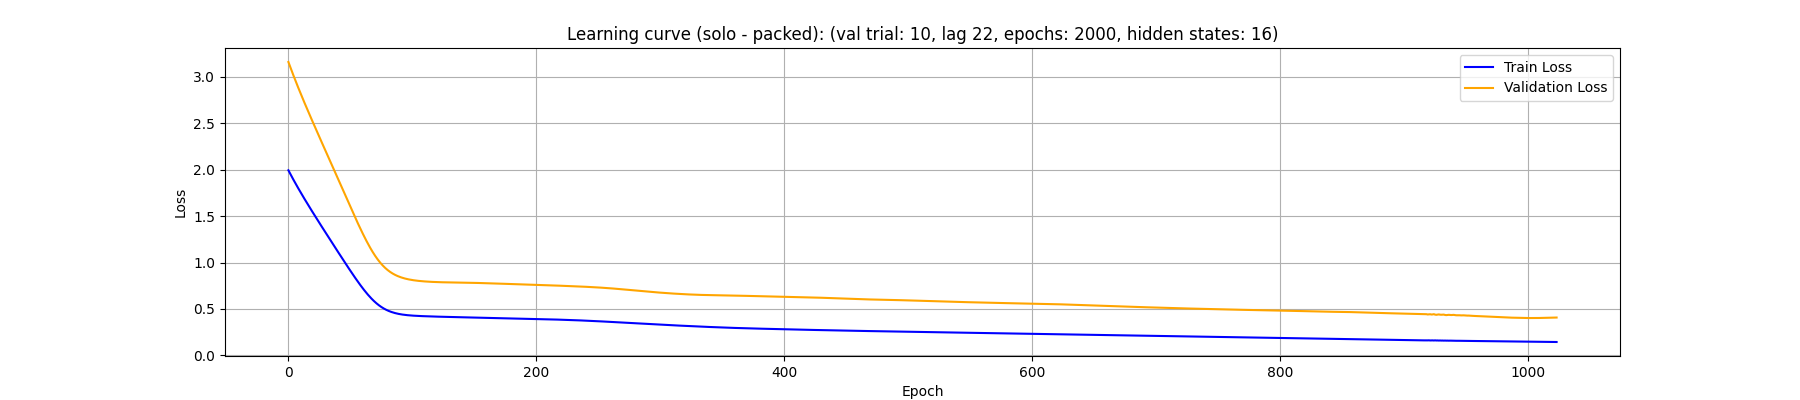 Learning curve (solo - packed): (val trial: 10, lag 22, epochs: 2000, hidden states: 16)
Train Loss
Validation Loss
Loss
3.0
2.5
2.0
1.5
1.0
0.5
0.0
0 200 400 600 800 1000
Epoch